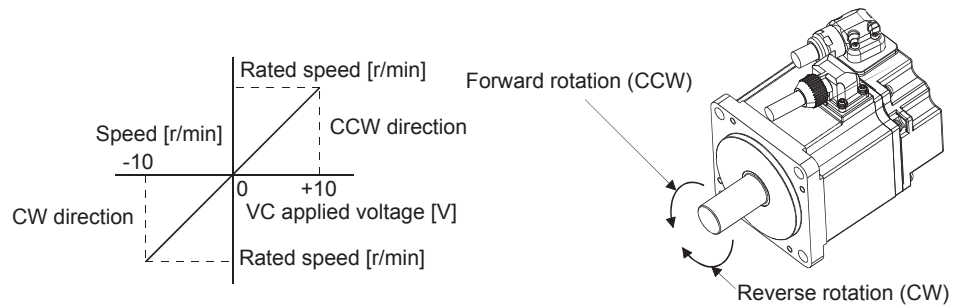 Rated speed [r/min]
Speed [r/min]
CCW direction
-10
0
+10
CW direction
VC applied voltage [V]
Rated speed [r/min]
Forward rotation (CCW)
Reverse rotation (CW)